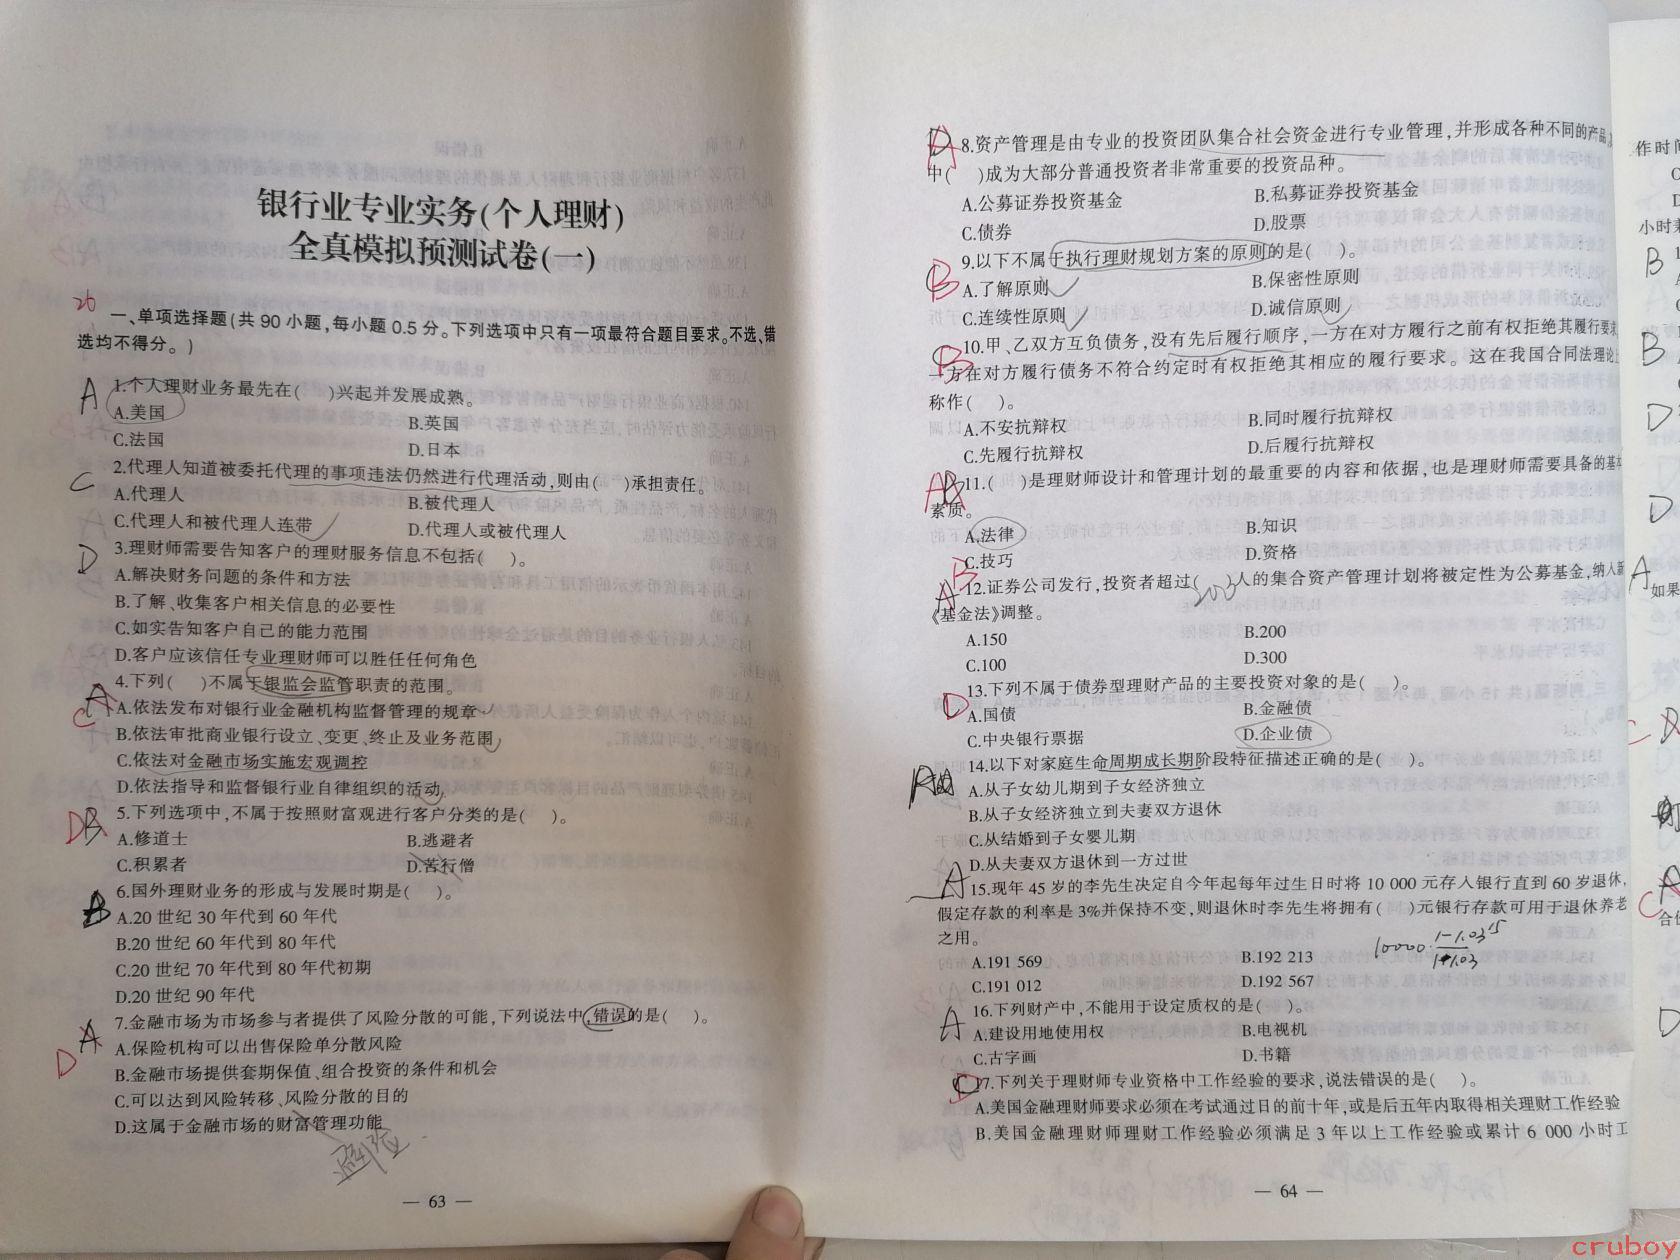 银行业专业实务(个人理财)
全真模拟预测试卷(一)
26
一、单项选择题(共90小题,每小题0.5分。下列选项中只有一项最符合题目要求。不选、错
选均不得分。)
A 1.个人理财业务最先在(　　)兴起并发展成熟。
A.美国
B.英国
C.法国
D.日本
C 2.代理人知道被委托代理的事项违法仍然进行代理活动,则由(　　)承担责任。
A.代理人
B.被代理人
C.代理人和被代理人连带
D.代理人或被代理人
D 3.理财师需要告知客户的理财服务信息不包括(　　)。
A.解决财务问题的条件和方法
B.了解、收集客户相关信息的必要性
C.如实告知客户自己的能力范围
D.客户应该信任专业理财师可以胜任任何角色
4.下列(　　)不属于银监会监管职责的范围。
C A A.依法发布对银行业金融机构监督管理的规章
B.依法审批商业银行设立、变更、终止及业务范围
C.依法对金融市场实施宏观调控
D.依法指导和监督银行业自律组织的活动
D B 5.下列选项中,不属于按照财富观进行客户分类的是(　　)。
A.修道士
B.逃避者
C.积累者
D.苦行僧
6.国外理财业务的形成与发展时期是(　　)。
B A.20世纪30年代到60年代
B.20世纪60年代到80年代
C.20世纪70年代到80年代初期
D.20世纪90年代
7.金融市场为市场参与者提供了风险分散的可能,下列说法中,错误的是(　　)。
D A A.保险机构可以出售保险单分散风险
B.金融市场提供套期保值、组合投资的条件和机会
C.可以达到风险转移、风险分散的目的
D.这属于金融市场的财富管理功能
— 63 —
A D 8.资产管理是由专业的投资团队集合社会资金进行专业管理,并形成各种不同的产品,
中(　　)成为大部分普通投资者非常重要的投资品种。
A.公募证券投资基金
B.私募证券投资基金
C.债券
D.股票
9.以下不属于执行理财规划方案的原则的是(　　)。
B A.了解原则
B.保密性原则
C.连续性原则
D.诚信原则
10.甲、乙双方互负债务,没有先后履行顺序,一方在对方履行之前有权拒绝其履行要求,
B 一方在对方履行债务不符合约定时有权拒绝其相应的履行要求。这在我国合同法理论上
称作(　　)。
A.不安抗辩权
B.同时履行抗辩权
C.先履行抗辩权
D.后履行抗辩权
A B 11.(　　)是理财师设计和管理计划的最重要的内容和依据,也是理财师需要具备的基本
素质。
A.法律
B.知识
C.技巧
D.资格
B A 12.证券公司发行,投资者超过( 200 )人的集合资产管理计划将被定性为公募基金,纳入新
《基金法》调整。
A.150
B.200
C.100
D.300
13.下列不属于债券型理财产品的主要投资对象的是(　　)。
D A.国债
B.金融债
C.中央银行票据
D.企业债
14.以下对家庭生命周期成长期阶段特征描述正确的是(　　)。
A.从子女幼儿期到子女经济独立
B.从子女经济独立到夫妻双方退休
C.从结婚到子女婴儿期
D.从夫妻双方退休到一方过世
A 15.现年45岁的李先生决定自今年起每年过生日时将10 000元存入银行直到60岁退休,
假定存款的利率是3%并保持不变,则退休时李先生将拥有(　　)元银行存款可用于退休养老
之用。
A.191 569
B.192 213
C.191 012
D.192 567
16.下列财产中,不能用于设定质权的是(　　)。
A A.建设用地使用权
B.电视机
C.古字画
D.书籍
C 17.下列关于理财师专业资格中工作经验的要求,说法错误的是(　　)。
A.美国金融理财师要求必须在考试通过日的前十年,或是后五年内取得相关理财工作经验
B.美国金融理财师理财工作经验必须满足3年以上工作经验或累计6 000小时工
— 64 —
作时间
小时
B
B
D
D
A
如果
C
C A
合
D
cruboy